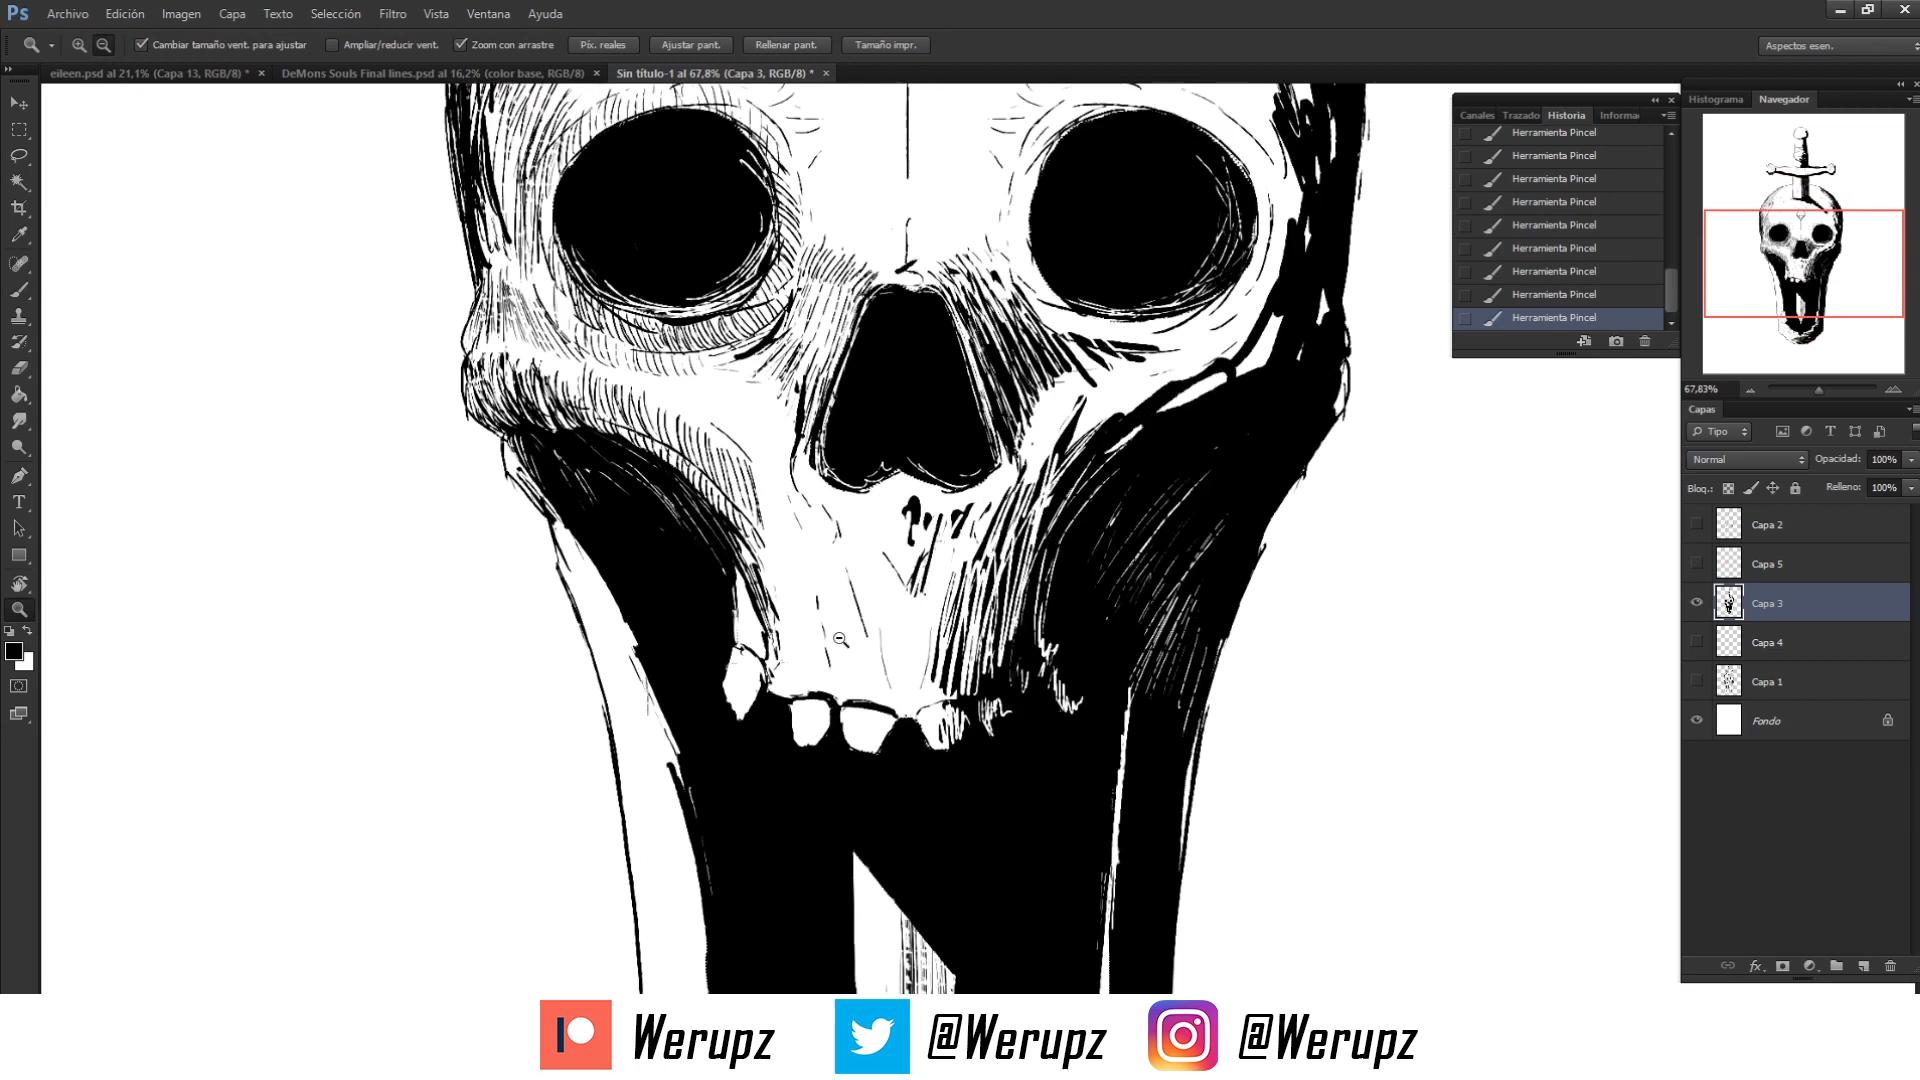 Ps Archivo Edición Imagen Capa Texto Selección Filtro Vista Ventana Ayuda
Cambiar tamaño vent. para ajustar Ampliar/reducir vent. Zoom con arrastre Píx. reales Ajustar pant. Rellenar pant. Tamaño impr. Aspectos esen.
eileen.psd al 21,1% (Capa 13, RGB/8) * × DeMons Souls Final lines.psd al 16,2% (color base, RGB/8) × Sin título-1 al 67,8% (Capa 3, RGB/8) * ×
Histograma Navegador
Canales Trazado Historia Informa
Herramienta Pincel
Herramienta Pincel
Herramienta Pincel
Herramienta Pincel
Herramienta Pincel
Herramienta Pincel
Herramienta Pincel
Herramienta Pincel
Herramienta Pincel
67,83%
Capas
Tipo
Normal Opacidad: 100%
Bloq.: Relleno: 100%
Capa 2
Capa 5
Capa 3
Capa 4
Capa 1
Fondo
fx
Werupz @Werupz @Werupz